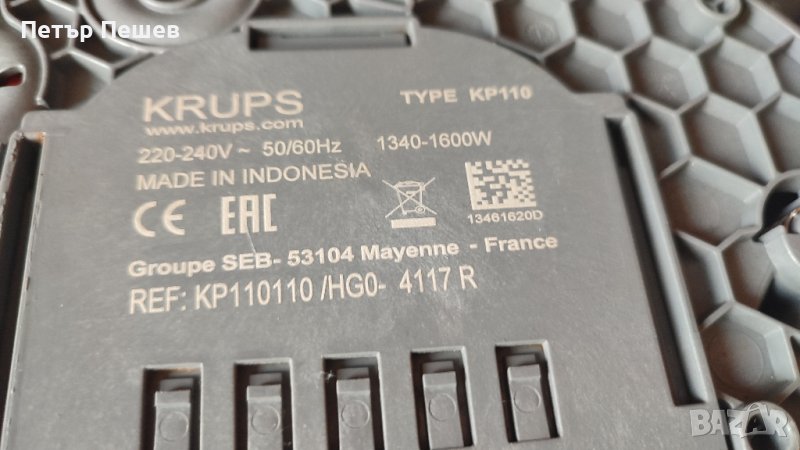 Петър Пешев
KRUPS TYPE KP110
www.krups.com
220-240V ~ 50/60Hz 1340-1600W
MADE IN INDONESIA
CE EAC 13461620D
Groupe SEB- 53104 Mayenne - France
REF: KP110110 /HG0- 4117 R
BAZAR